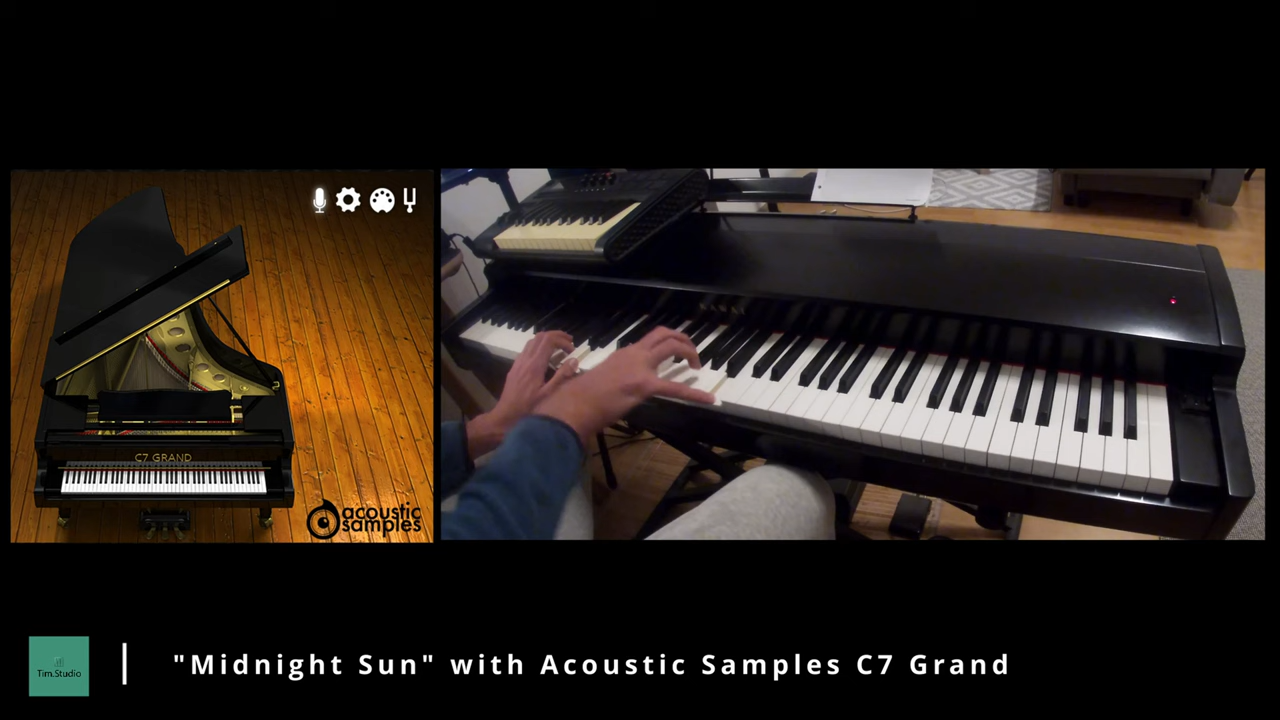 C7 GRAND
acoustic
samples
Tim.Studio
"Midnight Sun" with Acoustic Samples C7 Grand